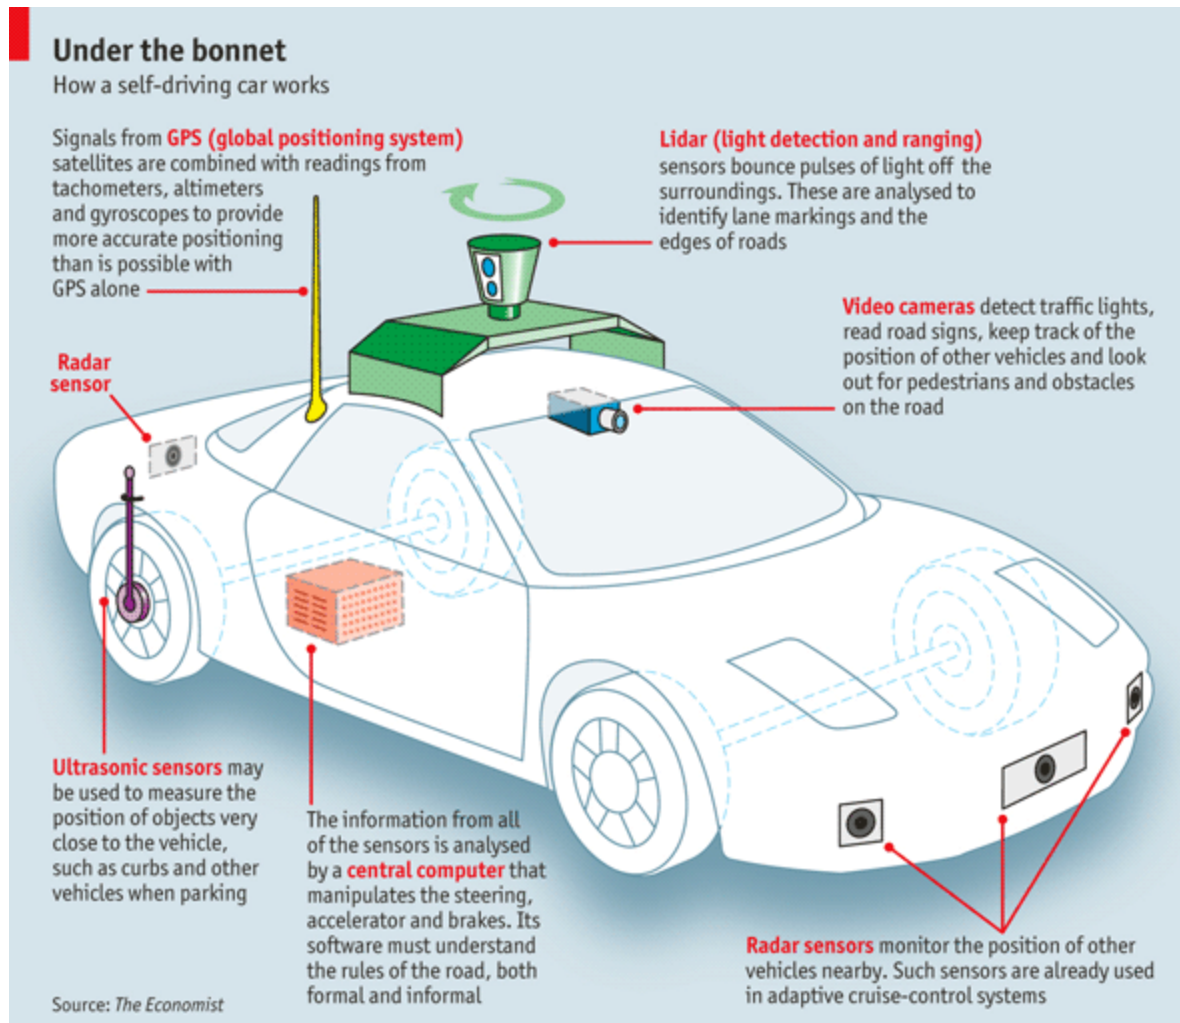 Under the bonnet
How a self-driving car works
Signals from GPS (global positioning system)
satellites are combined with readings from
tachometers, altimeters
and gyroscopes to provide
more accurate positioning
than is possible with
GPS alone
Lidar (light detection and ranging)
sensors bounce pulses of light off the
surroundings. These are analysed to
identify lane markings and the
edges of roads
Video cameras detect traffic lights,
read road signs, keep track of the
position of other vehicles and look
out for pedestrians and obstacles
on the road
Radar
sensor
Ultrasonic sensors may
be used to measure the
position of objects very
close to the vehicle,
such as curbs and other
vehicles when parking
The information from all
of the sensors is analysed
by a central computer that
manipulates the steering,
accelerator and brakes. Its
software must understand
the rules of the road, both
formal and informal
Radar sensors monitor the position of other
vehicles nearby. Such sensors are already used
in adaptive cruise-control systems
Source: The Economist